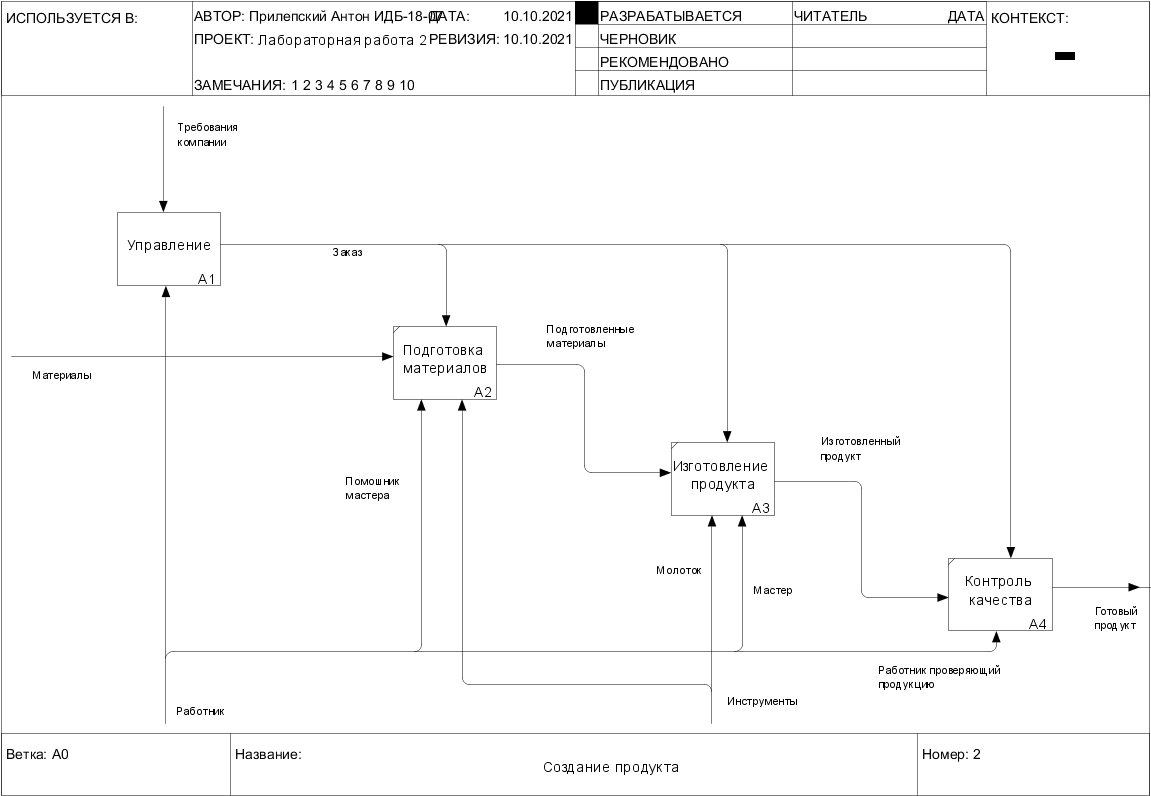 ИСПОЛЬЗУЕТСЯ В:
АВТОР: Прилепский Антон ИДБ-18-07 ДАТА: 10.10.2021
РАЗРАБАТЫВАЕТСЯ
ЧИТАТЕЛЬ ДАТА
КОНТЕКСТ:
ПРОЕКТ: Лабораторная работа 2 РЕВИЗИЯ: 10.10.2021
ЧЕРНОВИК
РЕКОМЕНДОВАНО
ЗАМЕЧАНИЯ: 1 2 3 4 5 6 7 8 9 10
ПУБЛИКАЦИЯ
Требования
компании
Управление
A1
Заказ
Материалы
Подготовка
материалов
A2
Подготовленные
материалы
Помошник
мастера
Изготовление
продукта
A3
Изготовленный
продукт
Молоток
Мастер
Контроль
качества
A4
Готовый
продукт
Работник проверяющий
продукцию
Работник
Инструменты
Ветка: A0
Название:
Создание продукта
Номер: 2